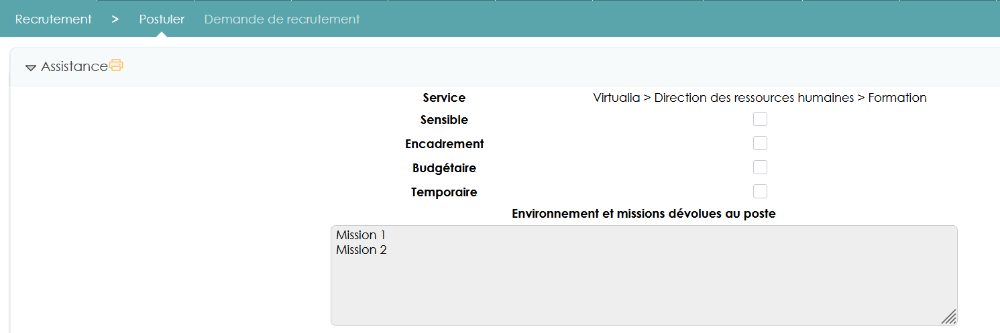 Recrutement > Postuler Demande de recrutement
Assistance
Service Virtualia > Direction des ressources humaines > Formation
Sensible
Encadrement
Budgétaire
Temporaire
Environnement et missions dévolues au poste
Mission 1
Mission 2